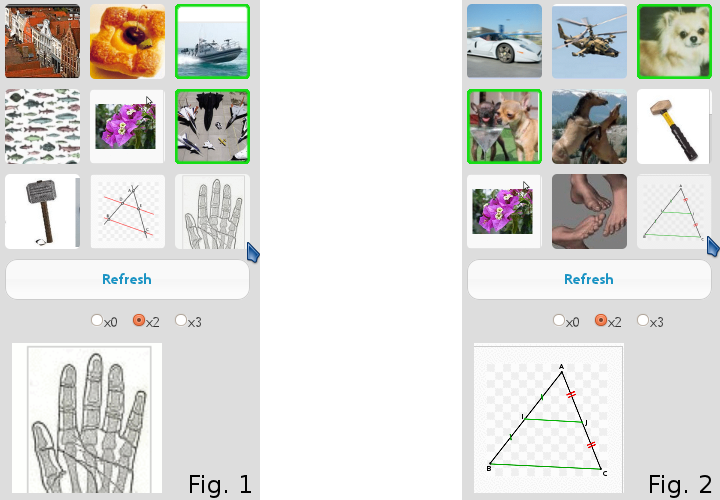 Refresh
x0 x2 x3
Fig. 1
Refresh
x0 x2 x3
A
I J
B C
Fig. 2